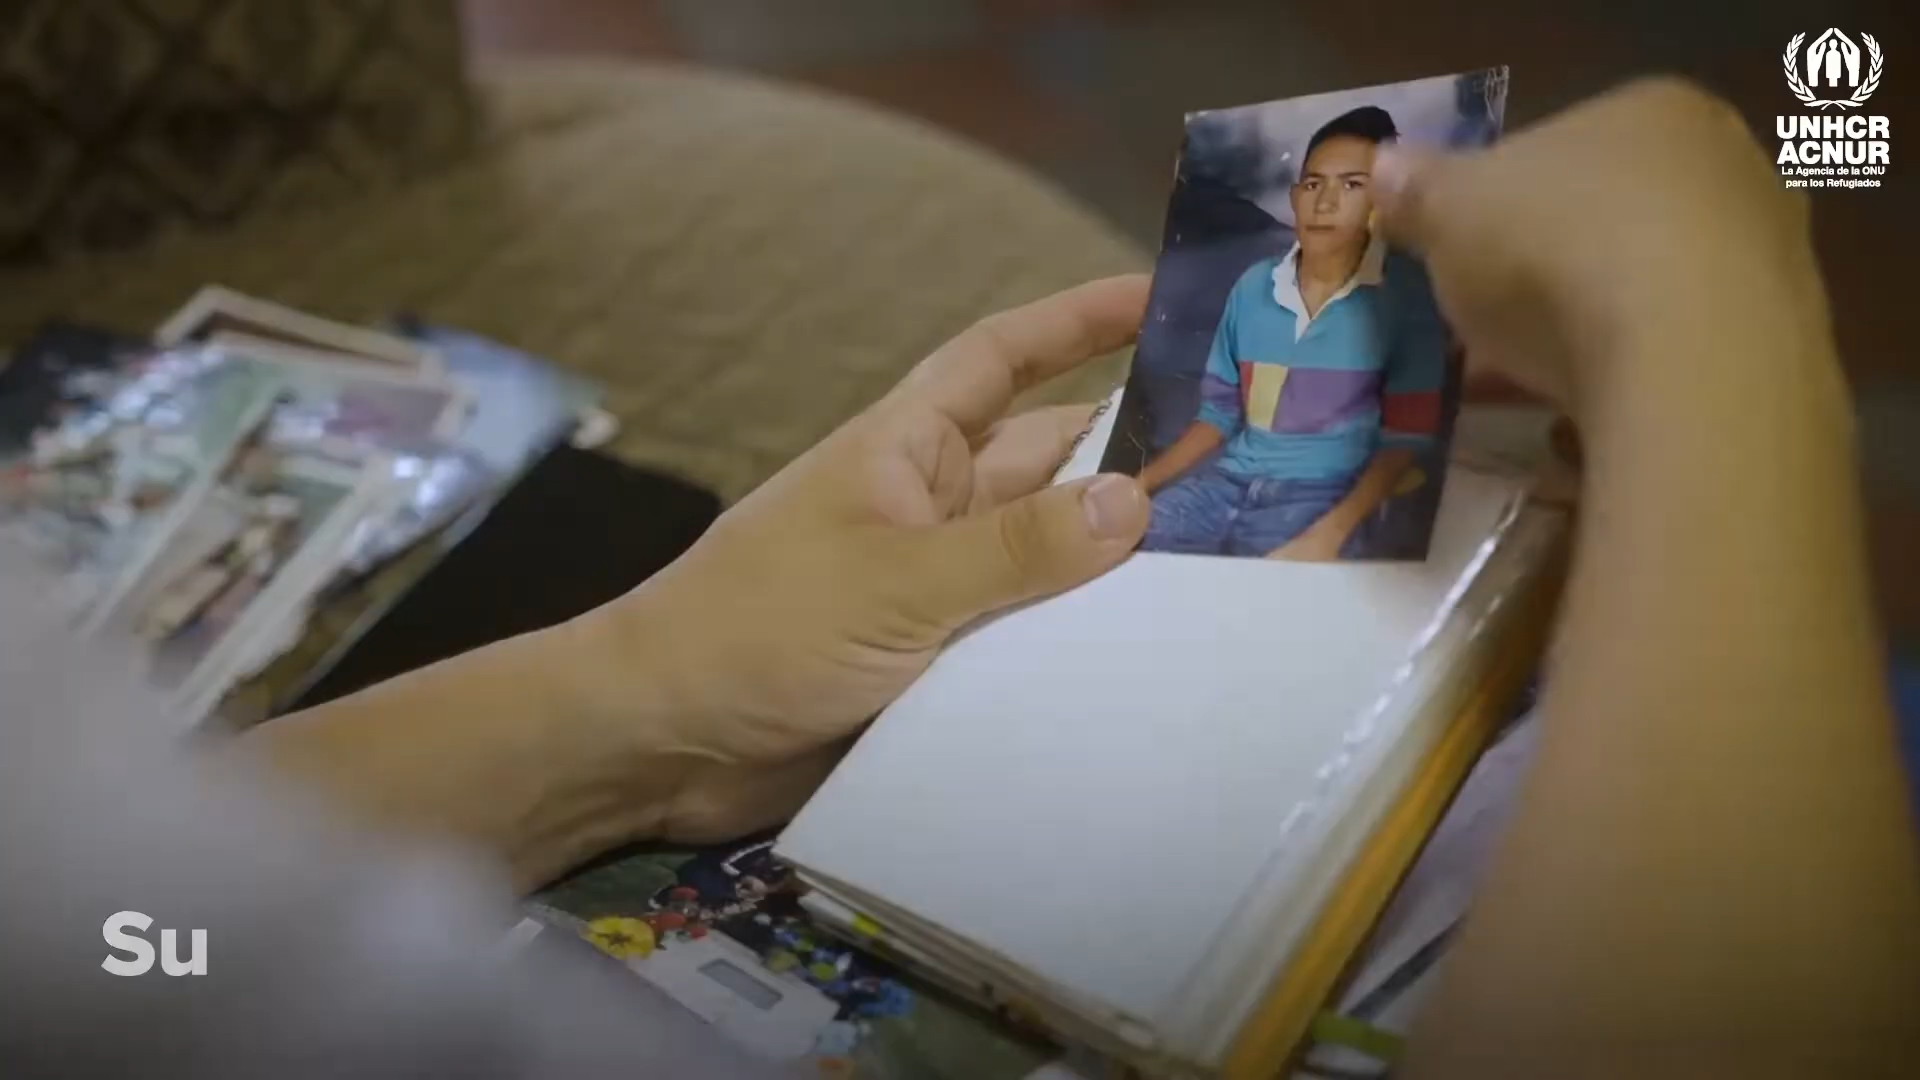 UNHCR
ACNUR
La Agencia de la ONU
para los Refugiados
Su